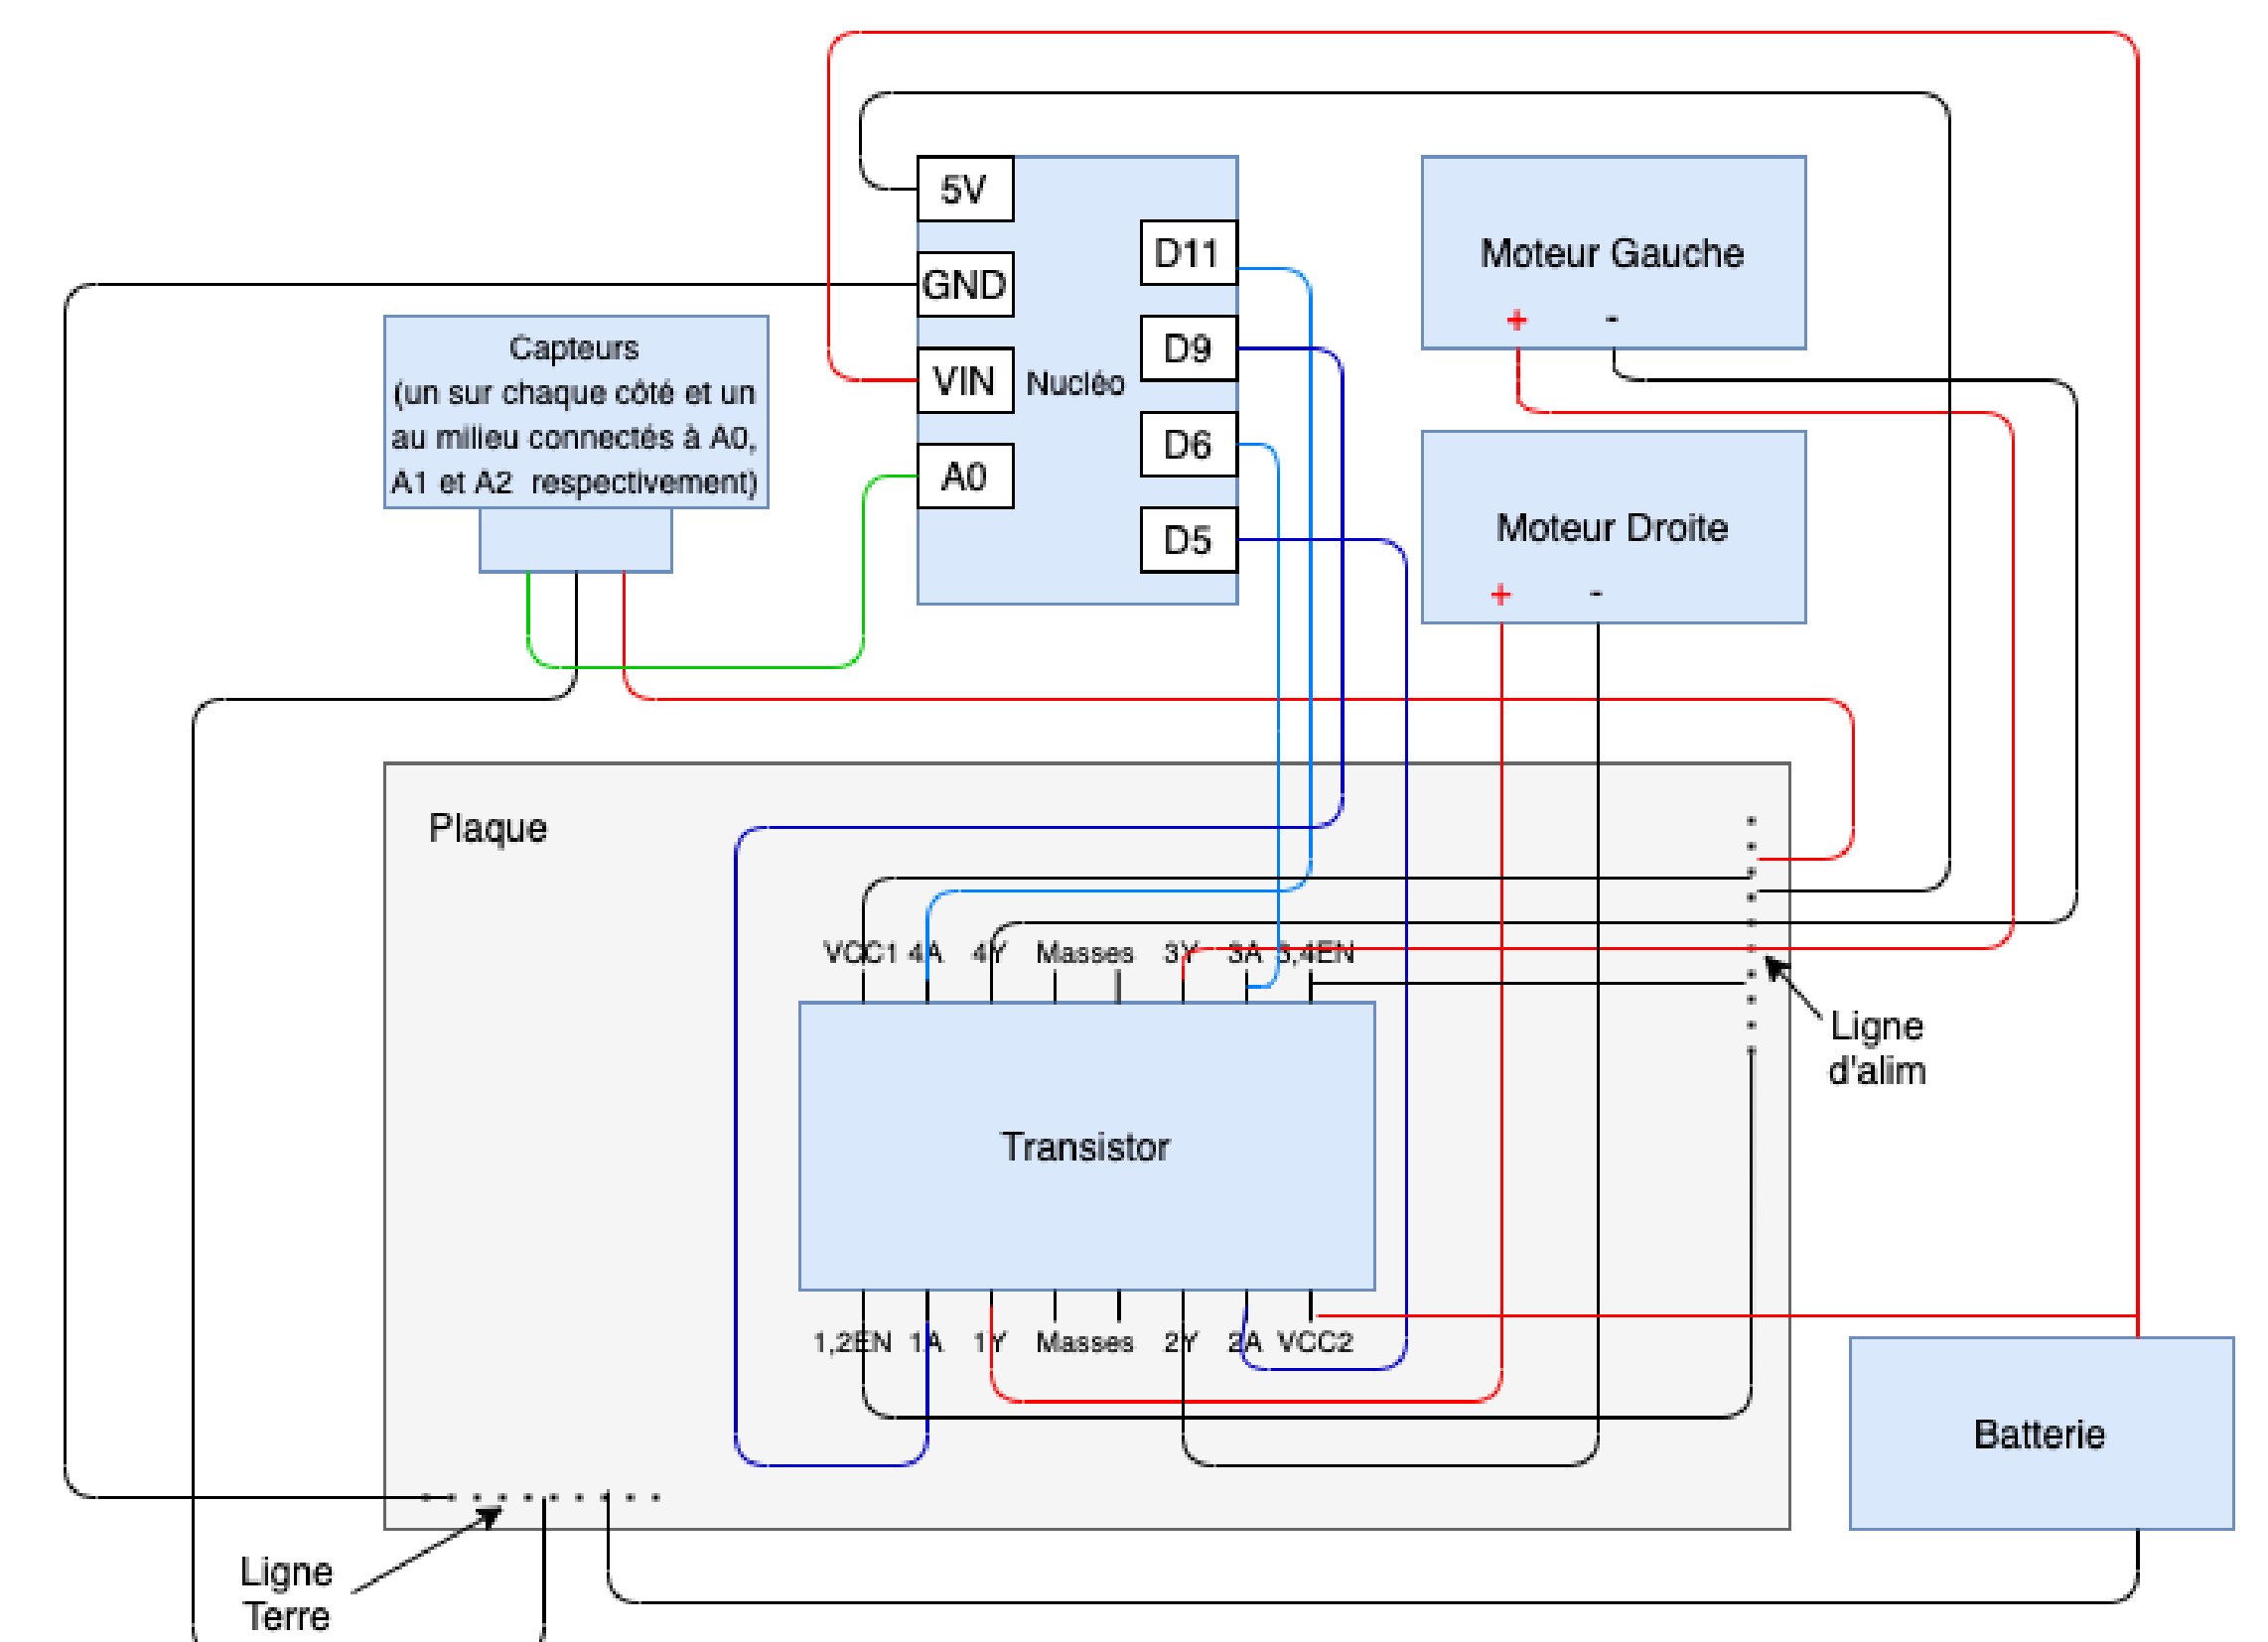 5V
GND
VIN
A0
Nucléo
D11
D9
D6
D5
Moteur Gauche
+ -
Moteur Droite
+ -
Capteurs
(un sur chaque côté et un
au milieu connectés à A0,
A1 et A2 respectivement)
Plaque
VCC1 4A 4Y Masses 3Y 3A 3,4EN
Transistor
1,2EN 1A 1Y Masses 2Y 2A VCC2
Ligne
d'alim
Batterie
Ligne
Terre